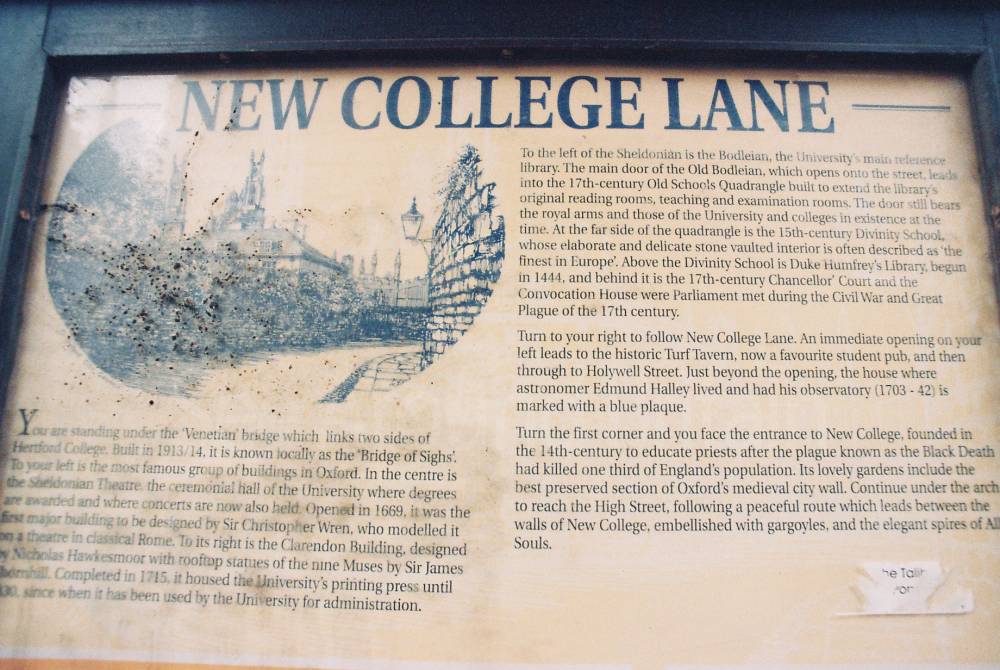 NEW COLLEGE LANE
You are standing under the 'Venetian' bridge which links two sides of
Hertford College. Built in 1913/14, it is known locally as the 'Bridge of Sighs'.
To your left is the most famous group of buildings in Oxford. In the centre is
the Sheldonian Theatre, the ceremonial hall of the University where degrees
are awarded and where concerts are now also held. Opened in 1669, it was the
first major building to be designed by Sir Christopher Wren, who modelled it
on a theatre in classical Rome. To its right is the Clarendon Building, designed
by Nicholas Hawkesmoor with rooftop statues of the nine Muses by Sir James
Thornhill. Completed in 1715, it housed the University's printing press until
since when it has been used by the University for administration.
To the left of the Sheldonian is the Bodleian, the University's main reference
library. The main door of the Old Bodleian, which opens onto the street, leads
into the 17th-century Old Schools Quadrangle built to extend the library's
original reading rooms, teaching and examination rooms. The door still bears
the royal arms and those of the University and colleges in existence at the
time. At the far side of the quadrangle is the 15th-century Divinity School,
whose elaborate and delicate stone vaulted interior is often described as 'the
finest in Europe'. Above the Divinity School is Duke Humfrey's Library, begun
in 1444, and behind it is the 17th-century Chancellor' Court and the
Convocation House were Parliament met during the Civil War and Great
Plague of the 17th century.
Turn to your right to follow New College Lane. An immediate opening on your
left leads to the historic Turf Tavern, now a favourite student pub, and then
through to Holywell Street. Just beyond the opening, the house where
astronomer Edmund Halley lived and had his observatory (1703 - 42) is
marked with a blue plaque.
Turn the first corner and you face the entrance to New College, founded in
the 14th-century to educate priests after the plague known as the Black Death
had killed one third of England's population. Its lovely gardens include the
best preserved section of Oxford's medieval city wall. Continue under the arch
to reach the High Street, following a peaceful route which leads between the
walls of New College, embellished with gargoyles, and the elegant spires of All
Souls.